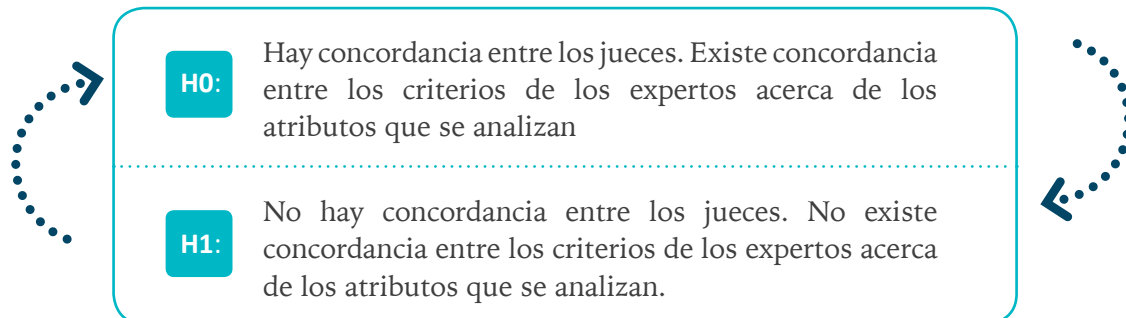 H0:
Hay concordancia entre los jueces. Existe concordancia
entre los criterios de los expertos acerca de los
atributos que se analizan
H1:
No hay concordancia entre los jueces. No existe
concordancia entre los criterios de los expertos acerca
de los atributos que se analizan.